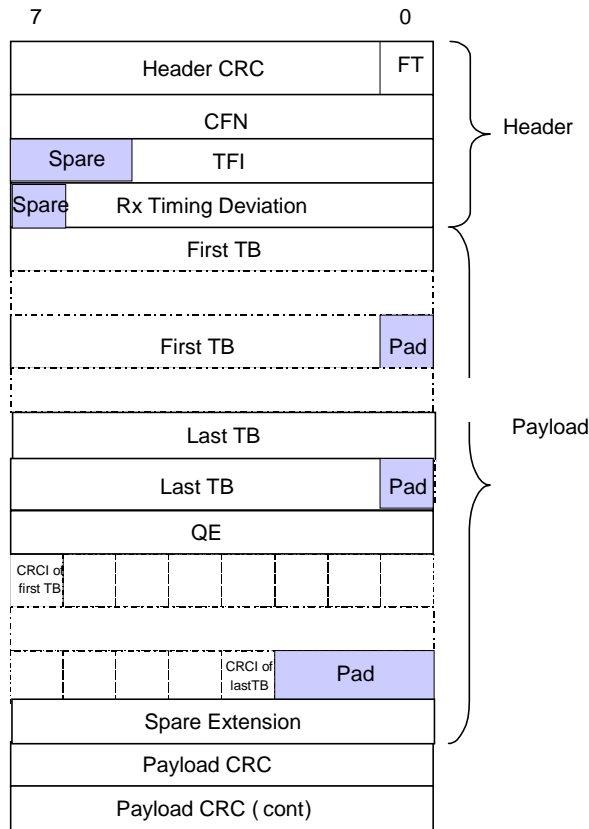 7 0
Header CRC FT
CFN
Header
Spare TFI
Spare Rx Timing Deviation
First TB
First TB Pad
Last TB
Payload
Last TB Pad
QE
CRCI of
first TB
CRCI of
lastTB
Pad
Spare Extension
Payload CRC
Payload CRC ( cont)